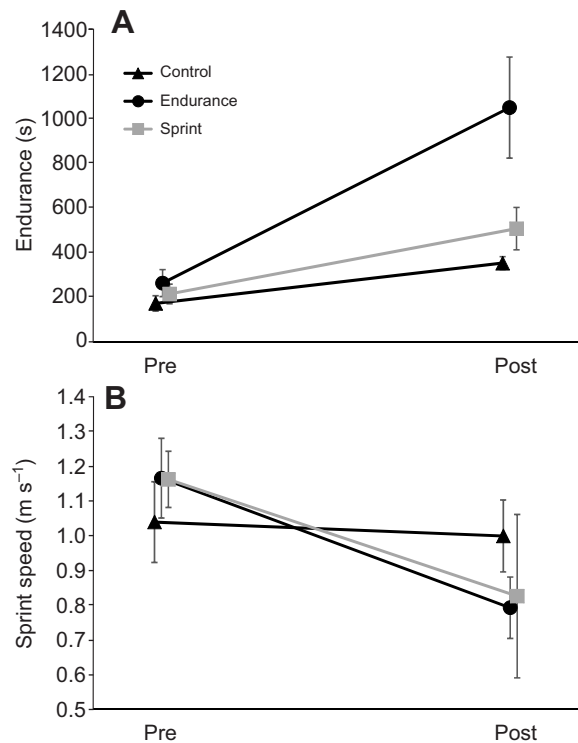 A
1400
1200
1000
800
600
400
200
0
Endurance (s)
Control
Endurance
Sprint
Pre Post
B
1.4
1.3
1.2
1.1
1.0
0.9
0.8
0.7
0.6
0.5
Sprint speed (m s⁻¹)
Pre Post